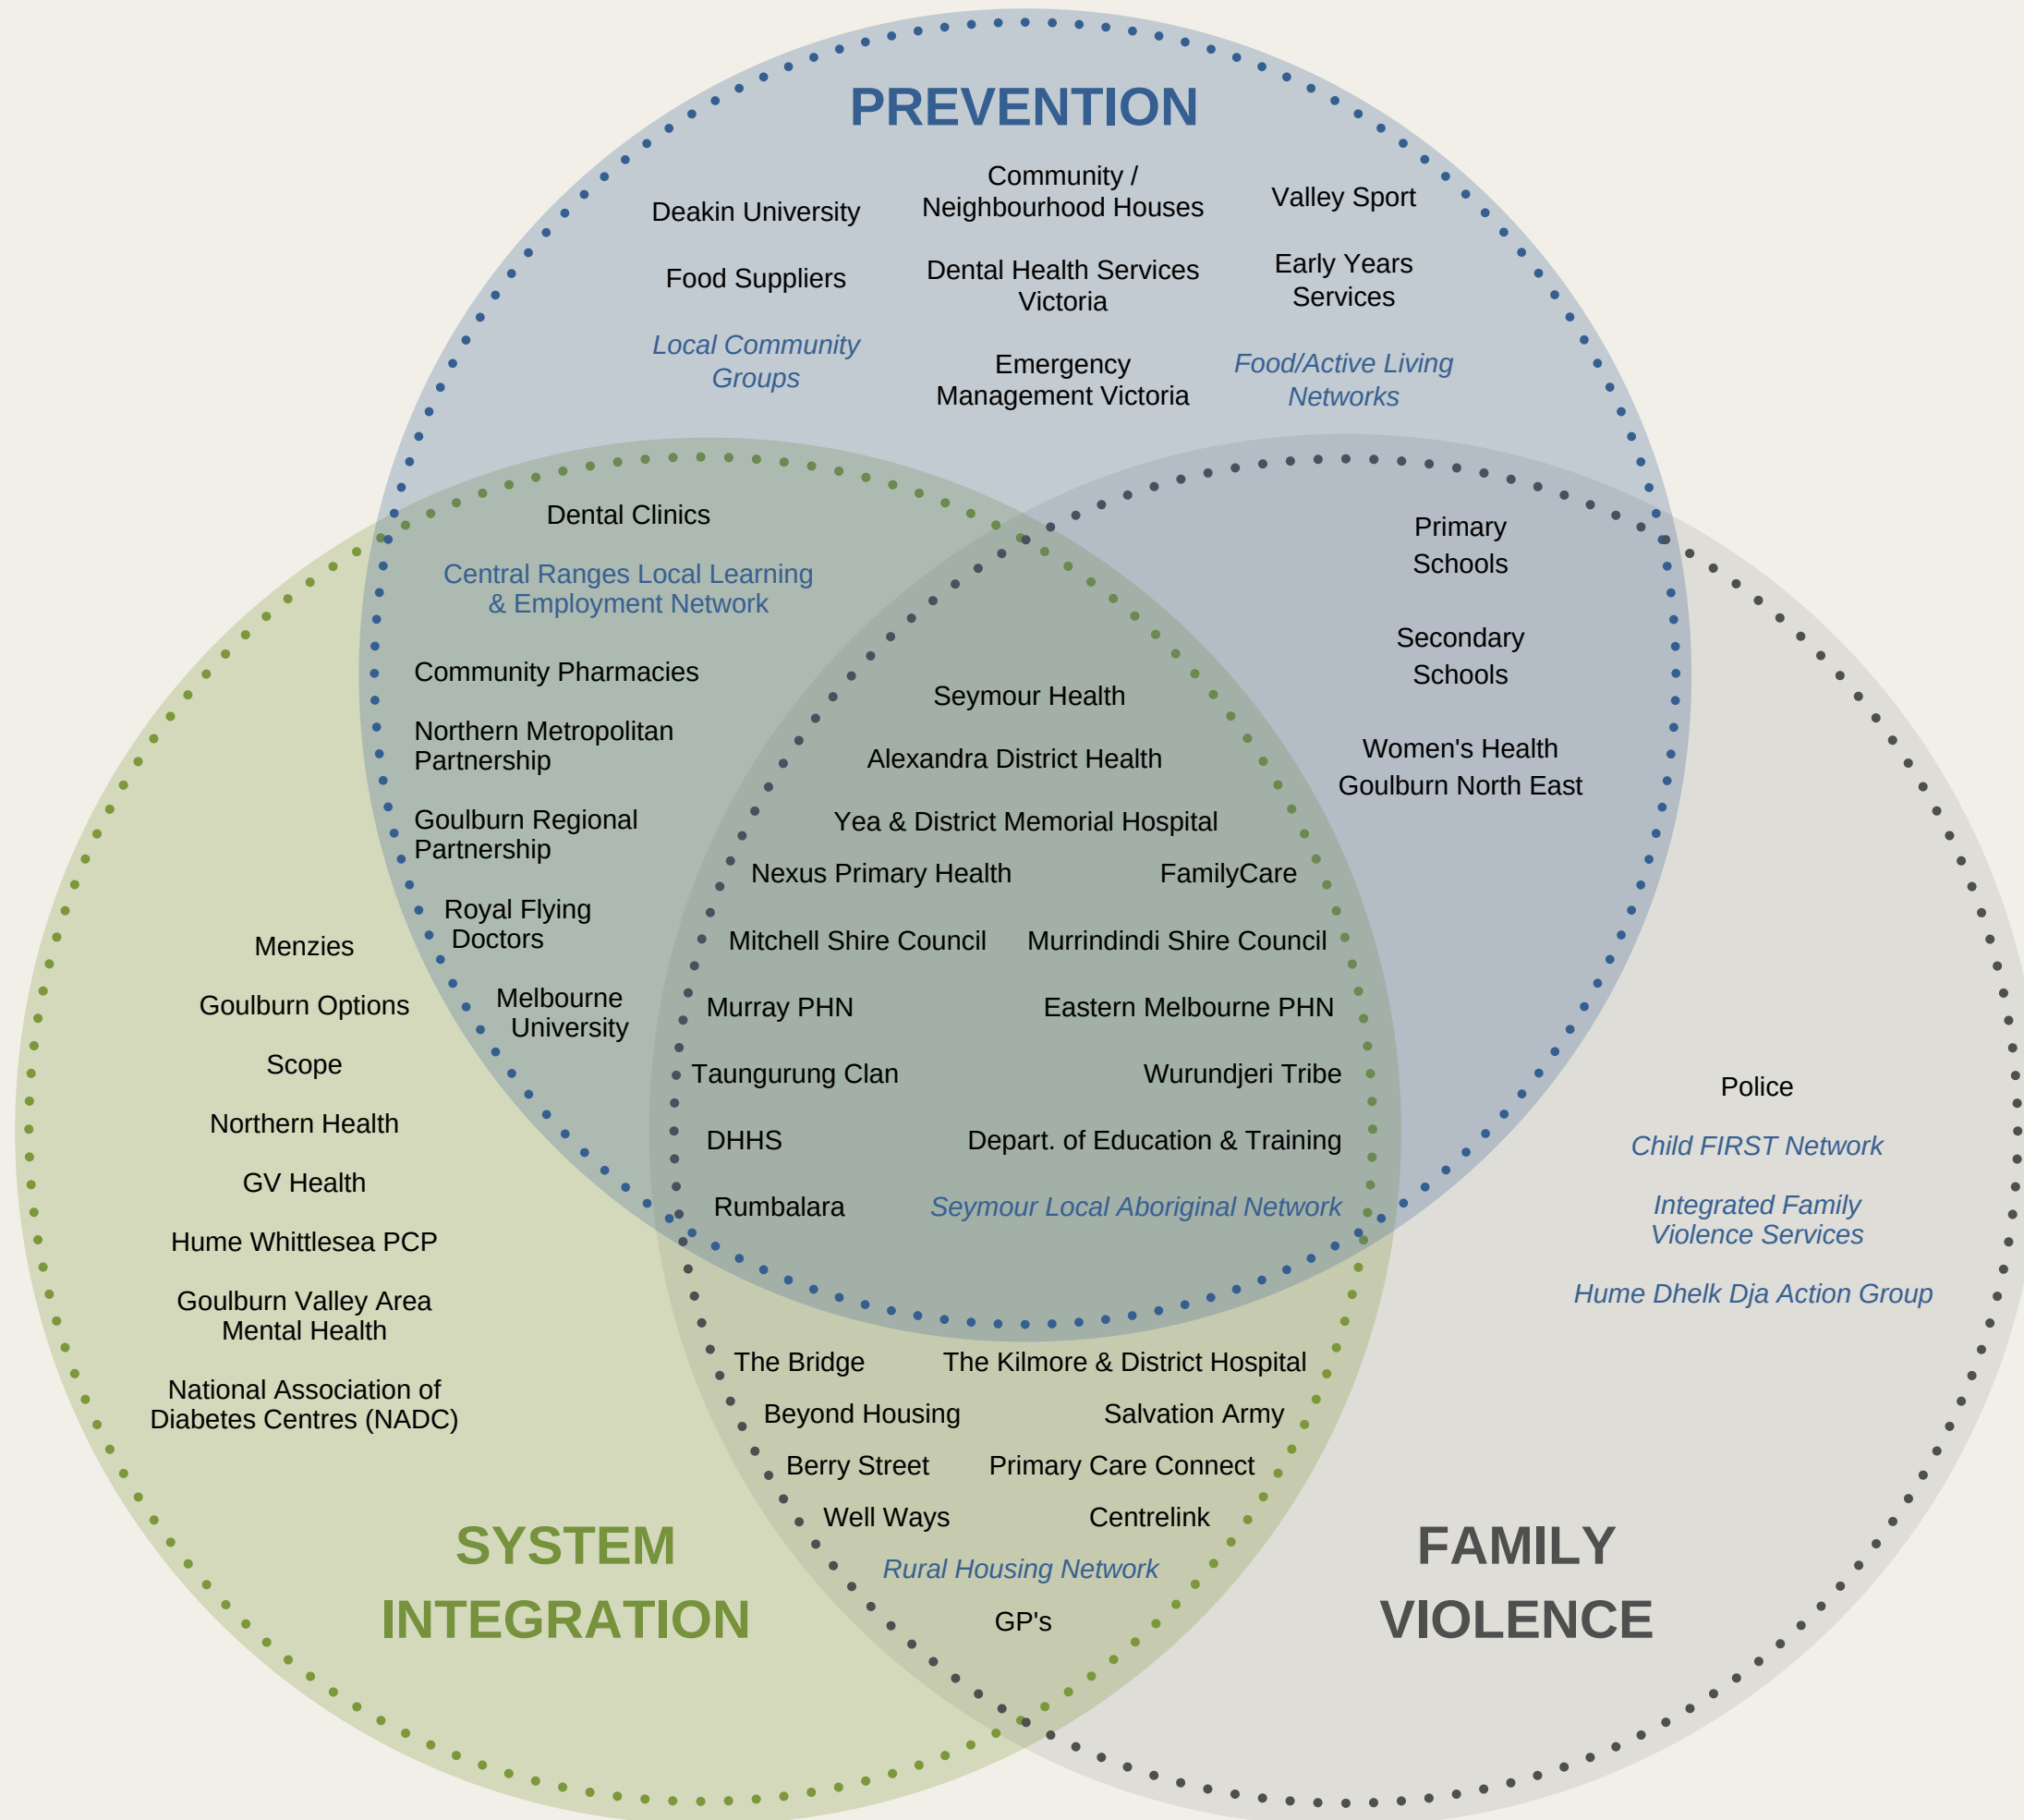 PREVENTION
Deakin University
Food Suppliers
Local Community
Groups
Community /
Neighbourhood Houses
Dental Health Services
Victoria
Emergency
Management Victoria
Valley Sport
Early Years
Services
Food/Active Living
Networks
Dental Clinics
Central Ranges Local Learning
& Employment Network
Community Pharmacies
Northern Metropolitan
Partnership
Goulburn Regional
Partnership
Royal Flying
Doctors
Melbourne
University
Primary
Schools
Secondary
Schools
Women's Health
Goulburn North East
Seymour Health
Alexandra District Health
Yea & District Memorial Hospital
Nexus Primary Health FamilyCare
Mitchell Shire Council Murrindindi Shire Council
Murray PHN Eastern Melbourne PHN
Taungurung Clan Wurundjeri Tribe
DHHS Depart. of Education & Training
Rumbalara Seymour Local Aboriginal Network
Menzies
Goulburn Options
Scope
Northern Health
GV Health
Hume Whittlesea PCP
Goulburn Valley Area
Mental Health
National Association of
Diabetes Centres (NADC)
Police
Child FIRST Network
Integrated Family
Violence Services
Hume Dhelk Dja Action Group
The Bridge The Kilmore & District Hospital
Beyond Housing Salvation Army
Berry Street Primary Care Connect
Well Ways Centrelink
Rural Housing Network
GP's
SYSTEM
INTEGRATION
FAMILY
VIOLENCE